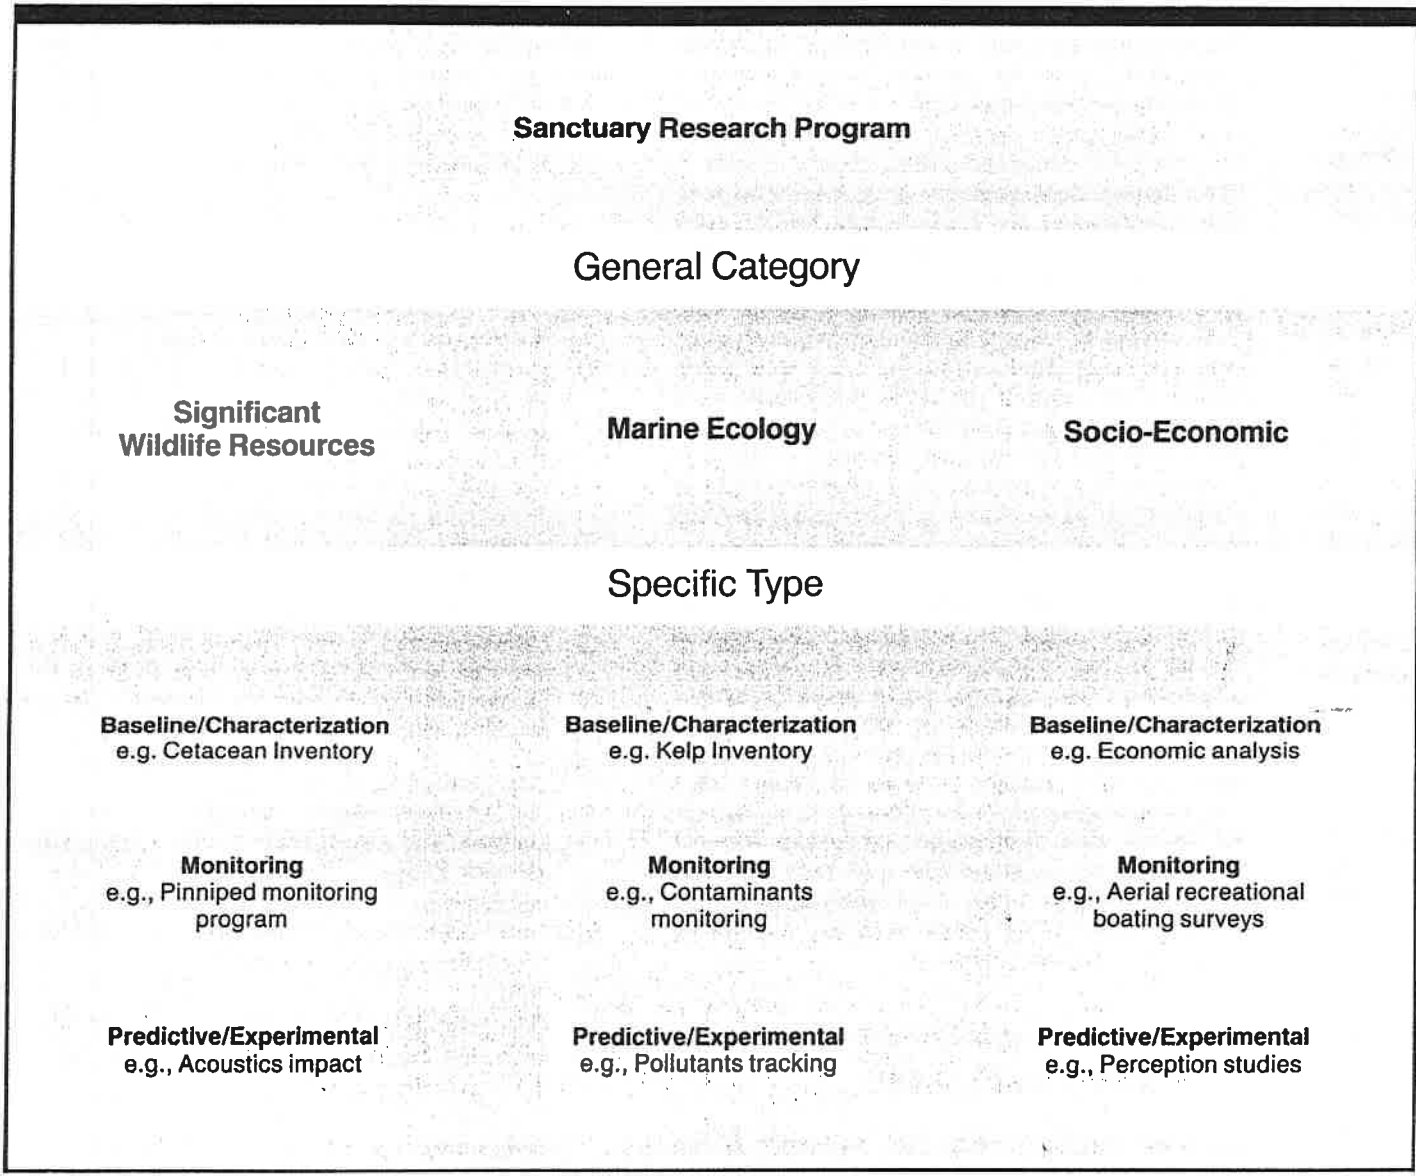 Sanctuary Research Program
General Category
Significant
Wildlife Resources
Marine Ecology
Socio-Economic
Specific Type
Baseline/Characterization
e.g. Cetacean Inventory
Baseline/Characterization
e.g. Kelp Inventory
Baseline/Characterization
e.g. Economic analysis
Monitoring
e.g., Pinniped monitoring
program
Monitoring
e.g., Contaminants
monitoring
Monitoring
e.g., Aerial recreational
boating surveys
Predictive/Experimental
e.g., Acoustics impact
Predictive/Experimental
e.g., Pollutants tracking
Predictive/Experimental
e.g., Perception studies